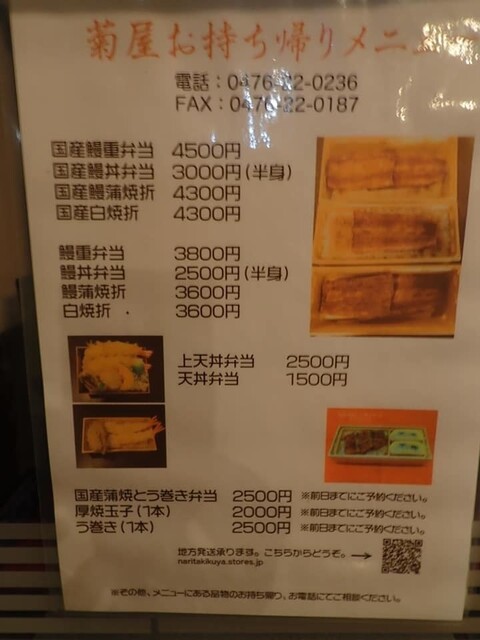 菊屋お持ち帰りメニュー
電話：0476-22-0236
FAX：0476-22-0187
国産鰻重弁当 4500円
国産鰻丼弁当 3000円(半身)
国産鰻蒲焼折 4300円
国産白焼折 4300円
鰻重弁当 3800円
鰻丼弁当 2500円(半身)
鰻蒲焼折 3600円
白焼折 ・ 3600円
上天丼弁当 2500円
天丼弁当 1500円
国産蒲焼とう巻き弁当 2500円 ※前日までにご予約ください。
厚焼玉子(1本) 2000円 ※前日までにご予約ください。
う巻き(1本) 2500円 ※前日までにご予約ください。
地方発送承ります。こちらからどうぞ。→
naritakikuya.stores.jp
※その他、メニューにある品物のお持ち帰り、お電話にてご相談ください。